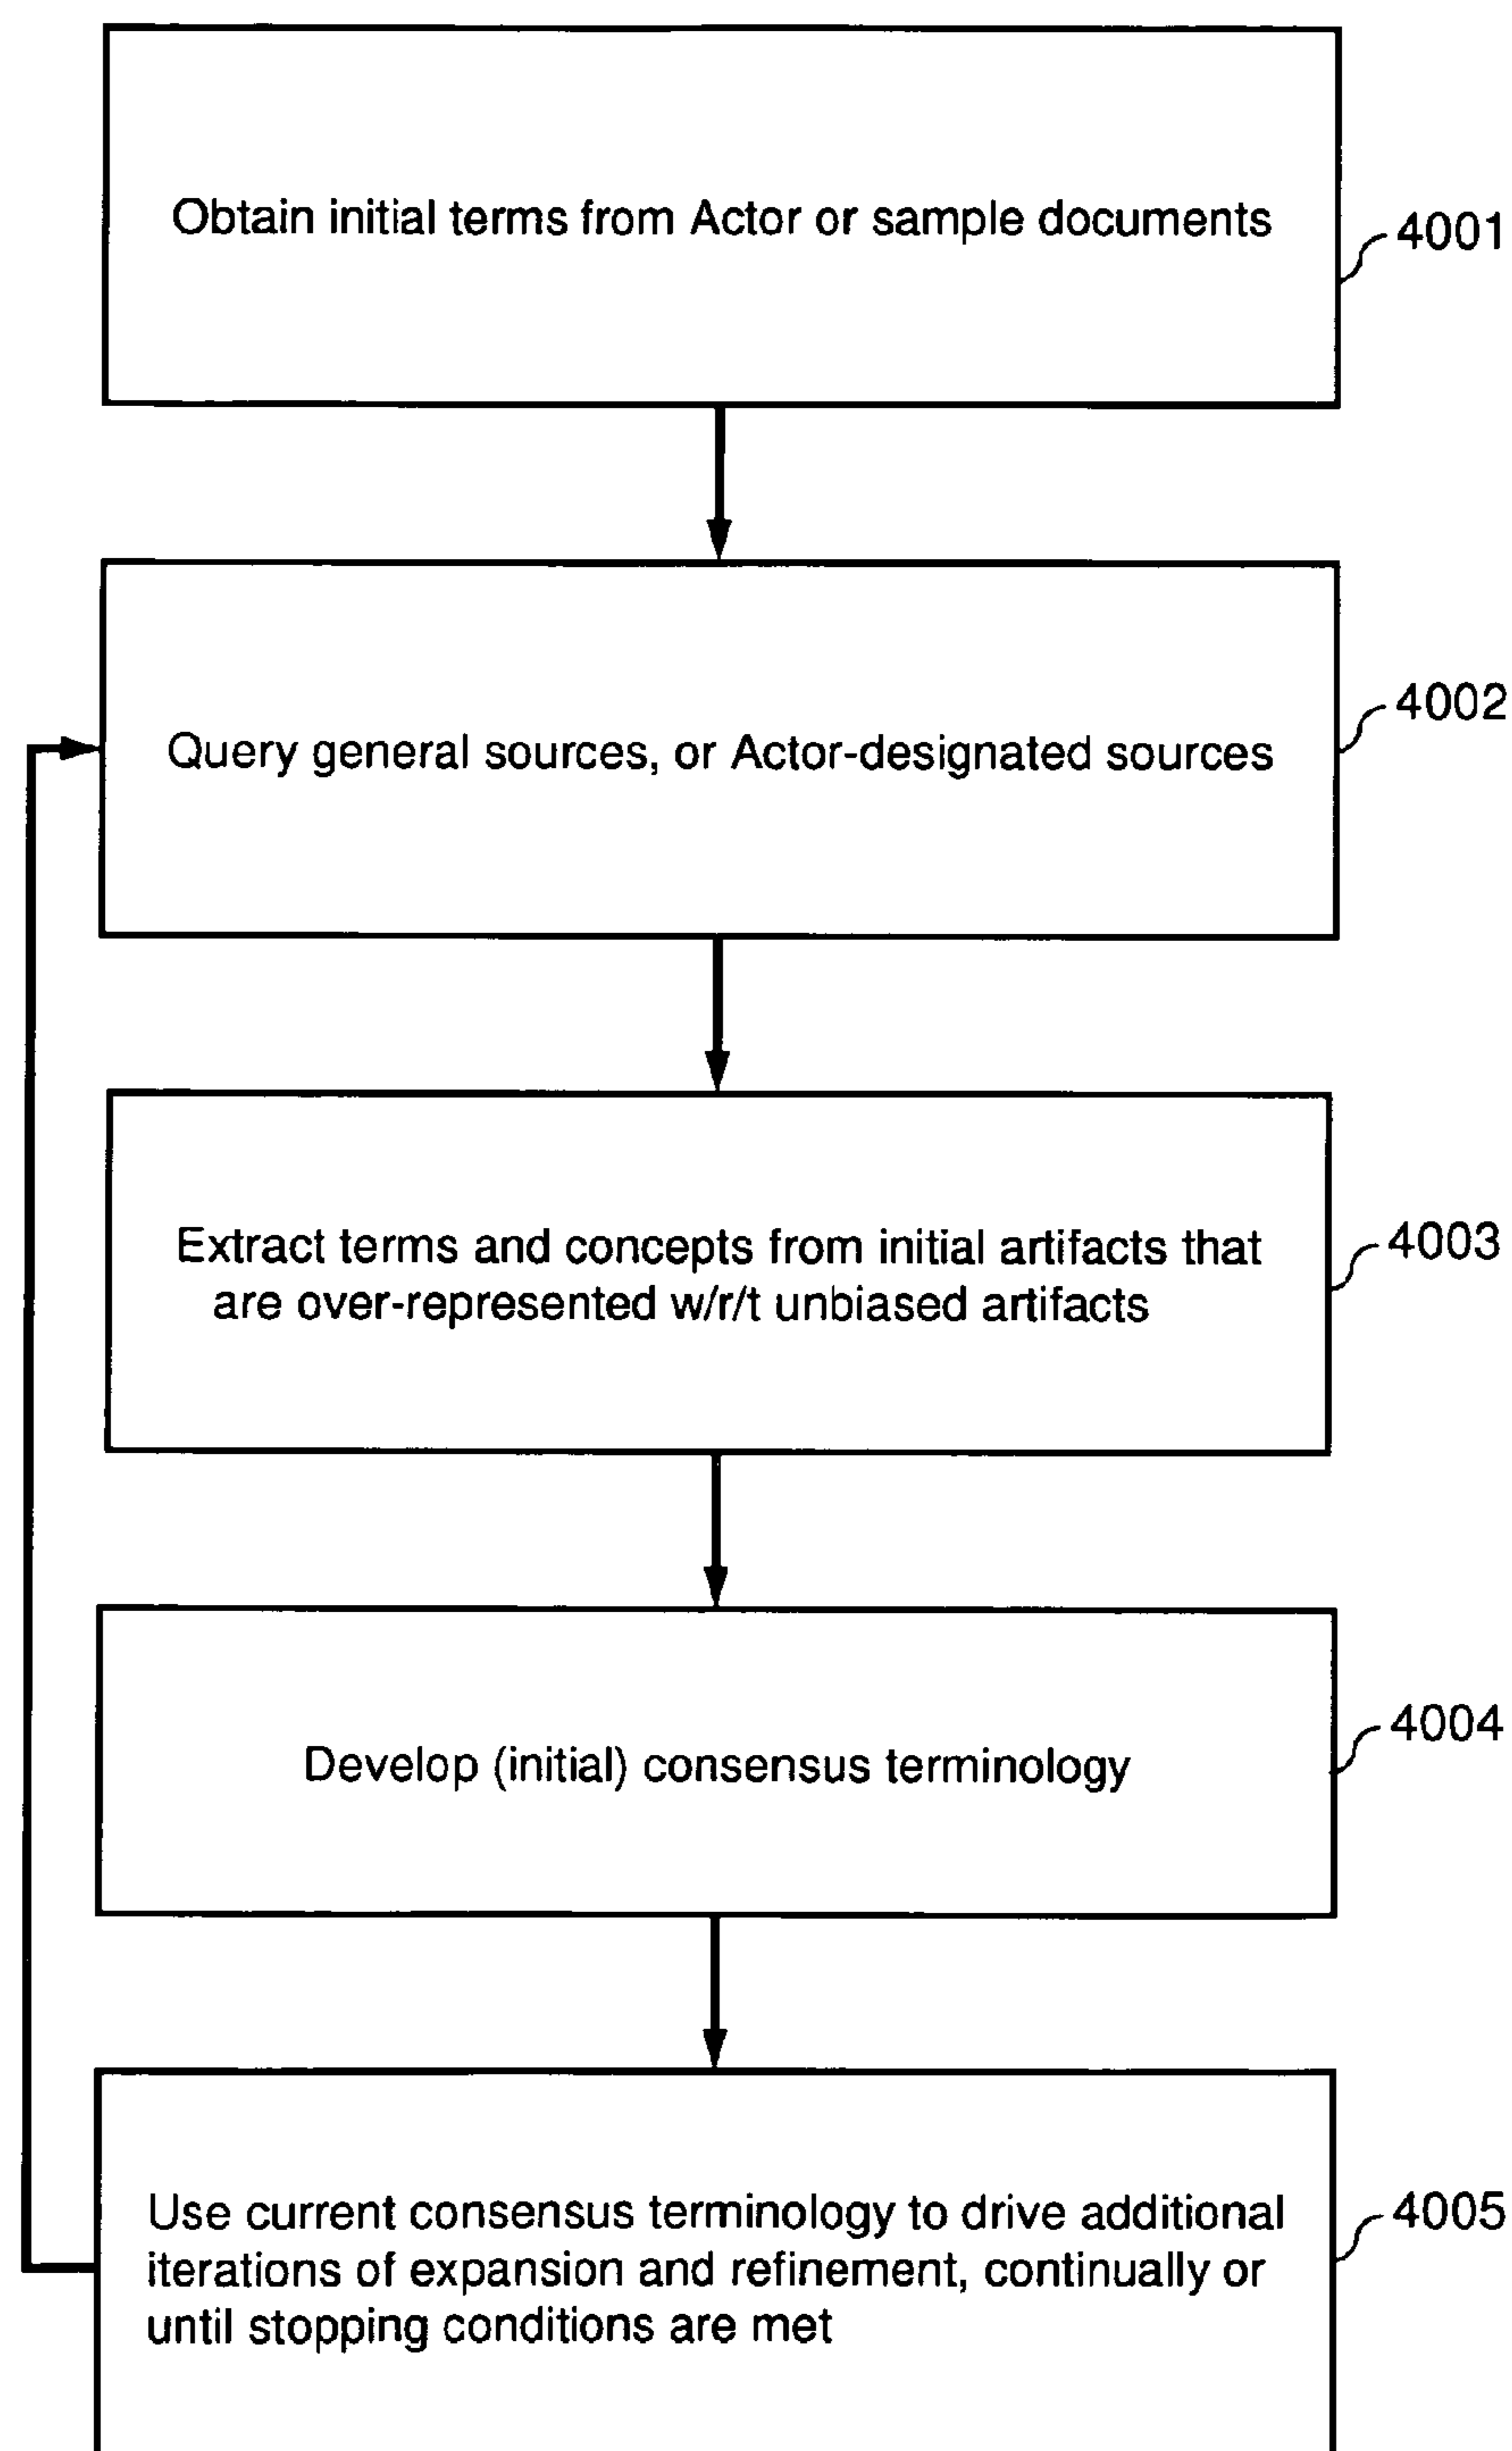 Obtain initial terms from Actor or sample documents
4001
Query general sources, or Actor-designated sources
4002
Extract terms and concepts from initial artifacts that
are over-represented w/r/t unbiased artifacts
4003
Develop (initial) consensus terminology
4004
Use current consensus terminology to drive additional
iterations of expansion and refinement, continually or
until stopping conditions are met
4005